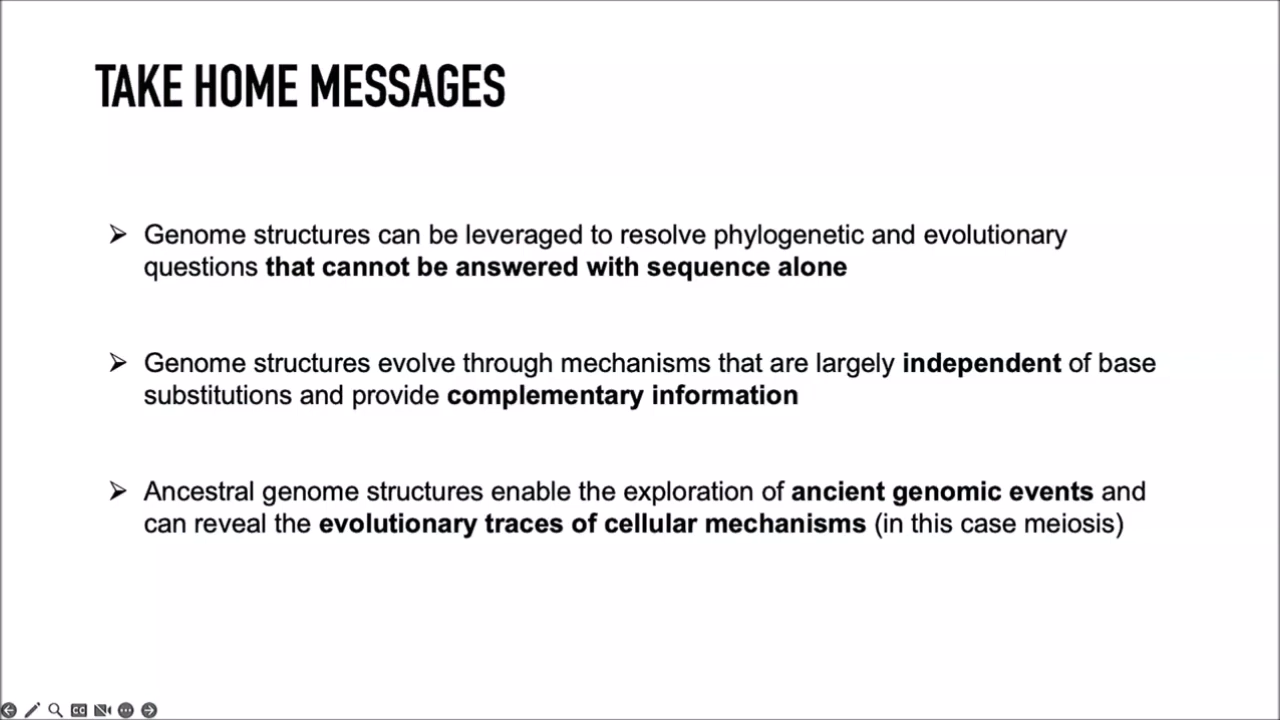 TAKE HOME MESSAGES
➢ Genome structures can be leveraged to resolve phylogenetic and evolutionary
questions that cannot be answered with sequence alone
➢ Genome structures evolve through mechanisms that are largely independent of base
substitutions and provide complementary information
➢ Ancestral genome structures enable the exploration of ancient genomic events and
can reveal the evolutionary traces of cellular mechanisms (in this case meiosis)
CC